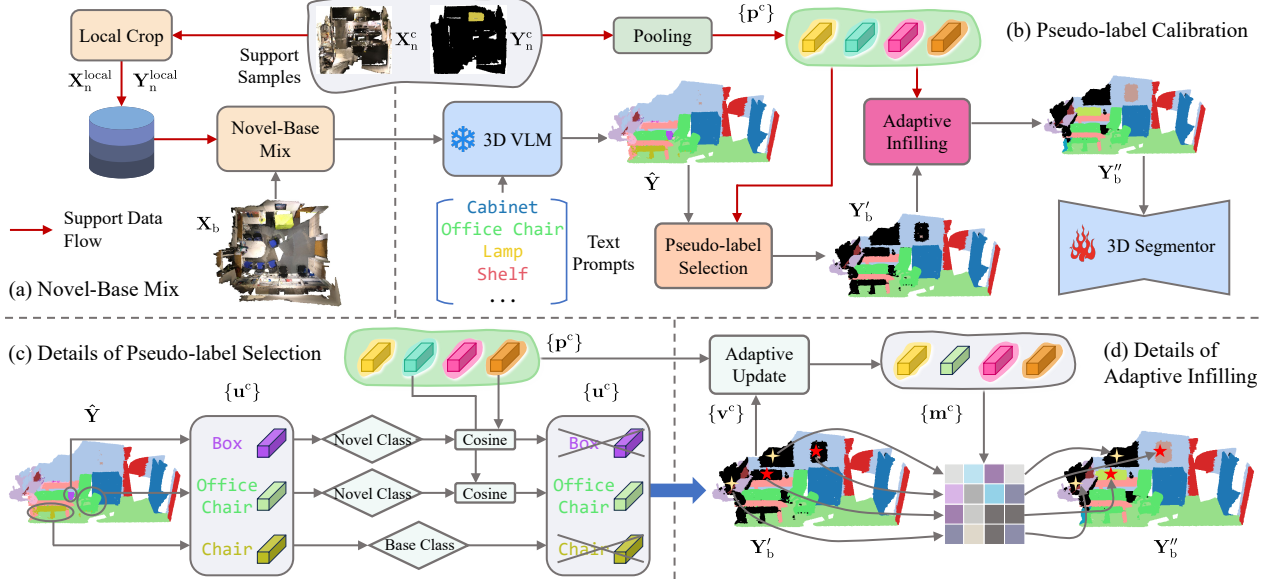 Local Crop
X_n^local Y_n^local
Support
Samples
X_n^c
Y_n^c
Pooling
{p^c}
(b) Pseudo-label Calibration
Novel-Base
Mix
3D VLM
Ŷ
Adaptive
Infilling
Y″_b
X_b
Support Data
Flow
(a) Novel-Base Mix
Cabinet
Office Chair
Lamp
Shelf
...
Text
Prompts
Pseudo-label
Selection
Y′_b
3D Segmentor
(c) Details of Pseudo-label Selection
{p^c}
Adaptive
Update
{v^c}
{m^c}
(d) Details of
Adaptive Infilling
Ŷ
{u^c}
{u^c}
Box
Novel Class
Cosine
Box
Office
Chair
Novel Class
Cosine
Office
Chair
Chair
Base Class
Chair
Y′_b
Y″_b